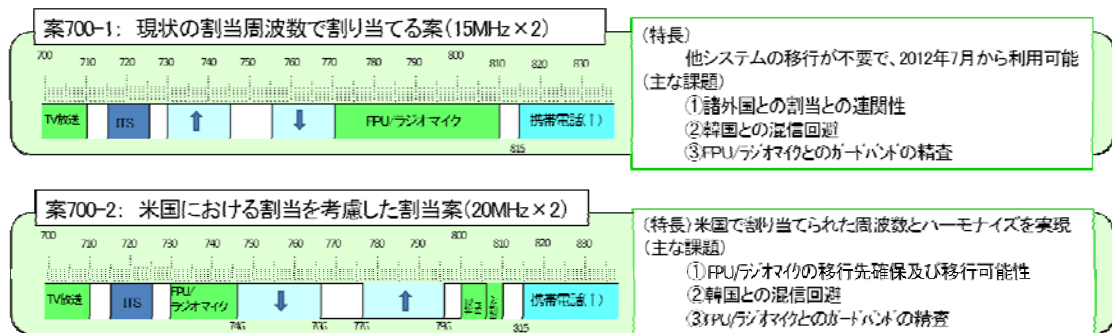 案700-1: 現状の割当周波数で割り当てる案(15MHz×2)
700 710 720 730 740 750 760 770 780 790 800 810 820 830
TV放送 ITS ↑ ↓ FPU/ラジオマイク 携帯電話(↑)
815
(特長)
他システムの移行が不要で、2012年7月から利用可能
(主な課題)
①諸外国との割当との連関性
②韓国との混信回避
③FPU/ラジオマイクとのガードバンドの精査
案700-2: 米国における割当を考慮した割当案(20MHz×2)
700 710 720 730 740 750 760 770 780 790 800 810 820 830
TV放送 ITS FPU/
ラジオマイク ↓ ↑ 携帯電話(↑)
815
(特長)米国で割り当てられた周波数とハーモナイズを実現
(主な課題)
①FPU/ラジオマイクの移行先確保及び移行可能性
②韓国との混信回避
③FPU/ラジオマイクとのガードバンドの精査